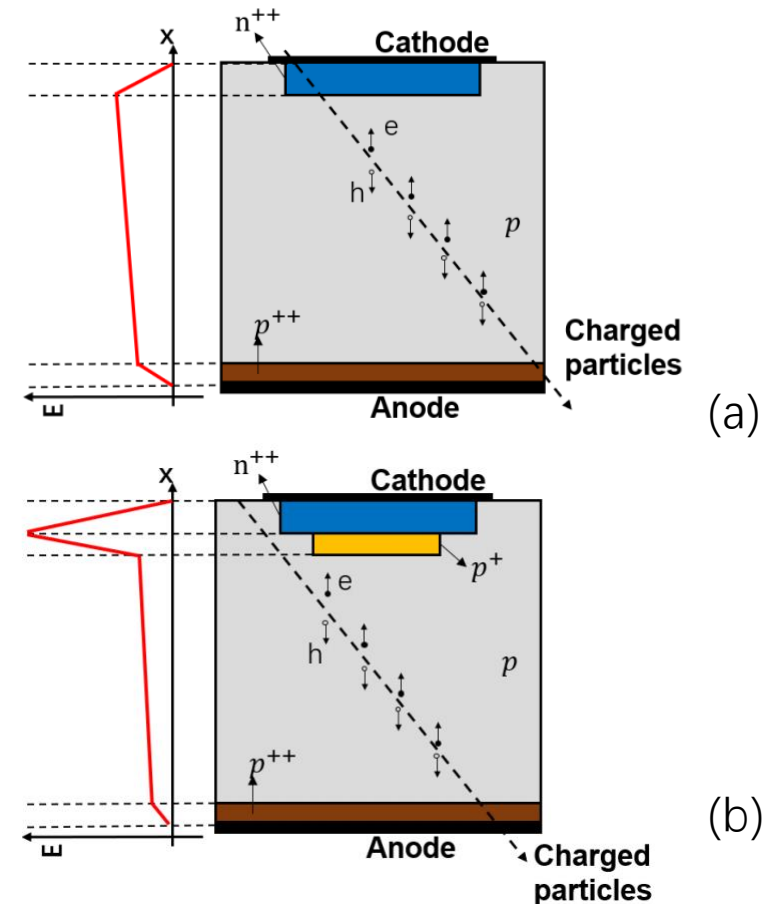 n++
x
Cathode
e
h
p
p++
Charged
particles
E
Anode
(a)
n++
x
Cathode
p+
e
h
p
p++
(b)
E
Anode
Charged
particles